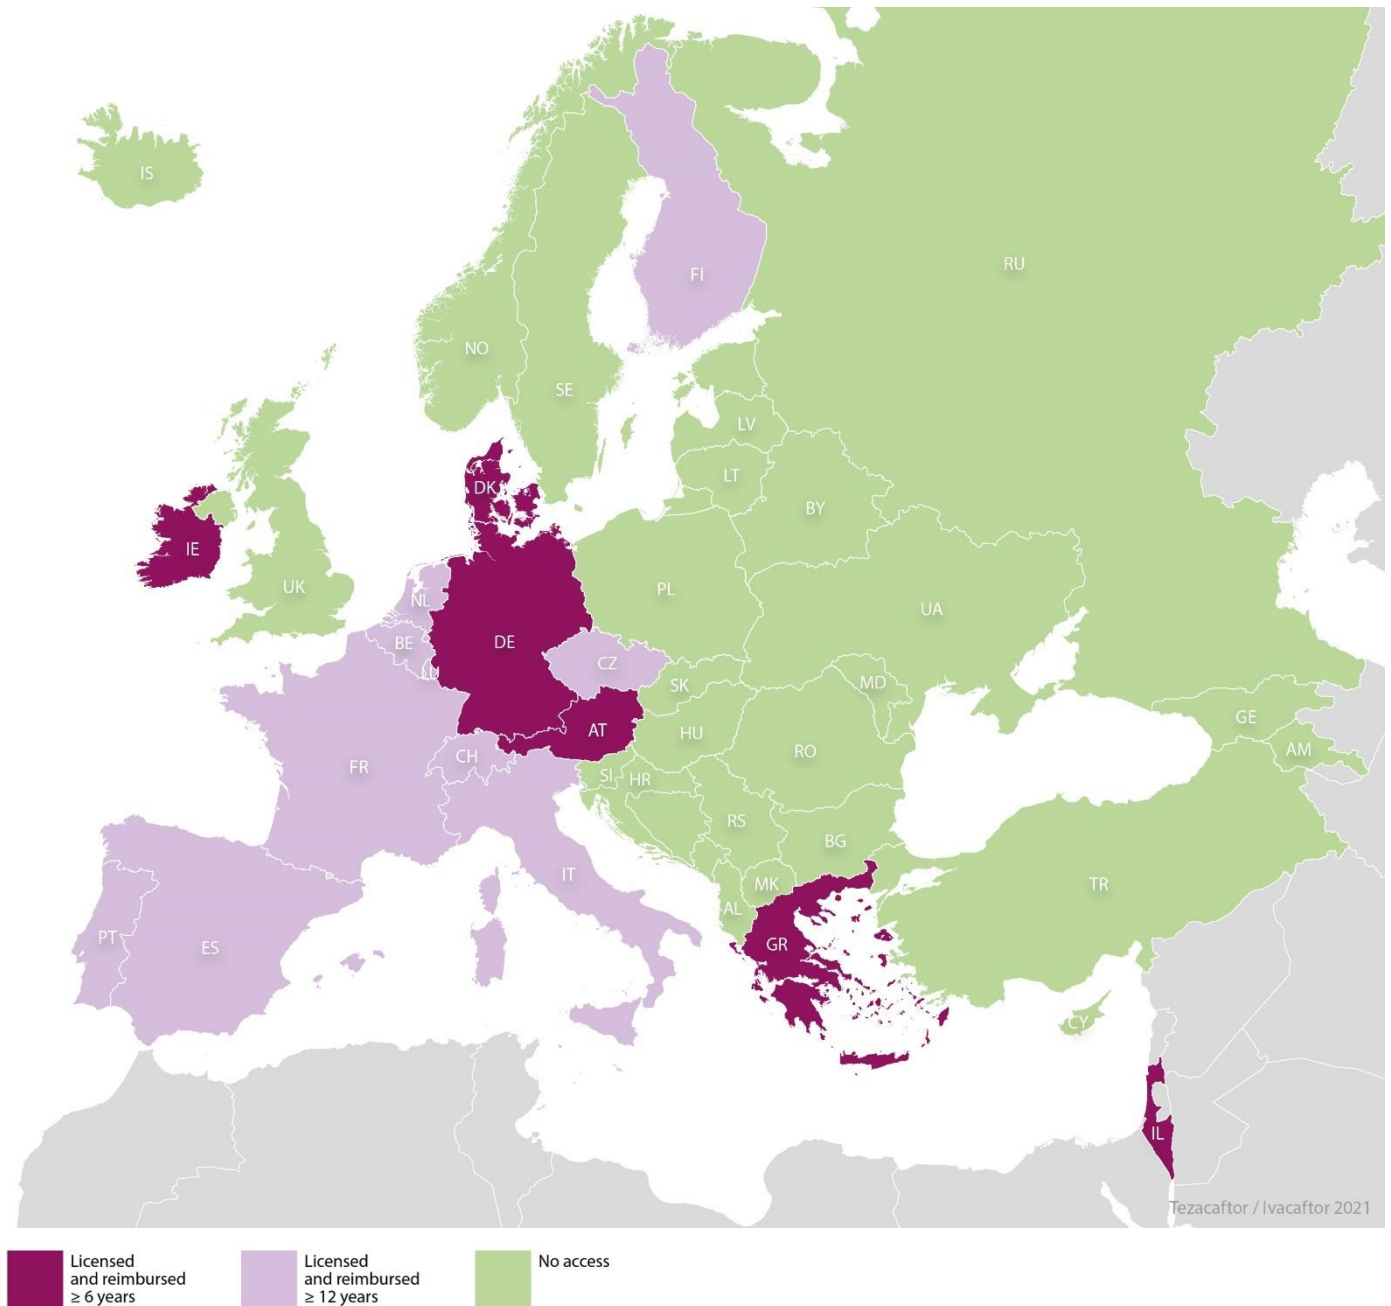 IS
FI
RU
NO
SE
LV
DK
LT
BY
IE
UK
NL
PL
UA
BE
DE
CZ
LU
SK
MD
AT
HU
GE
FR
CH
RO
AM
SI
HR
RS
BG
IT
MK
TR
AL
PT
ES
GR
CY
IL
Tezacaftor / Ivacaftor 2021
Licensed
and reimbursed
≥ 6 years
Licensed
and reimbursed
≥ 12 years
No access